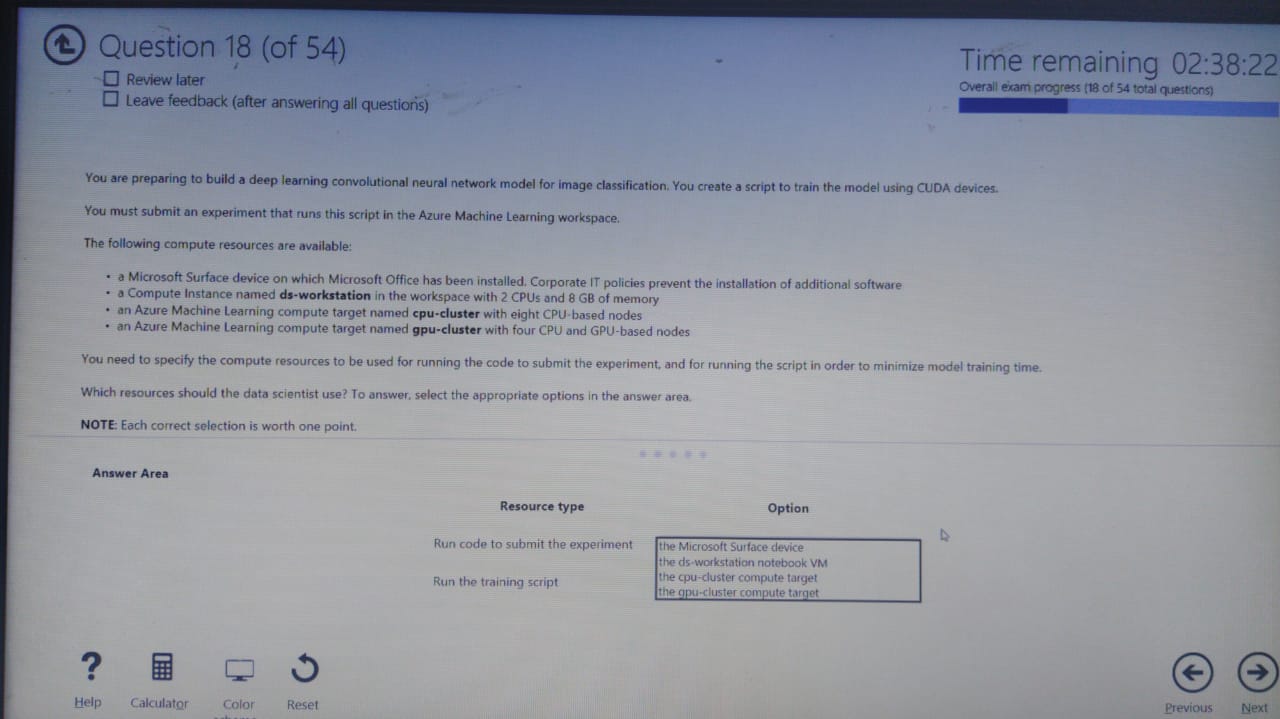 Question 18 (of 54)
Review later
Leave feedback (after answering all questions)
Time remaining 02:38:22
Overall exam progress (18 of 54 total questions)
You are preparing to build a deep learning convolutional neural network model for image classification. You create a script to train the model using CUDA devices.
You must submit an experiment that runs this script in the Azure Machine Learning workspace.
The following compute resources are available:
• a Microsoft Surface device on which Microsoft Office has been installed. Corporate IT policies prevent the installation of additional software
• a Compute Instance named ds-workstation in the workspace with 2 CPUs and 8 GB of memory
• an Azure Machine Learning compute target named cpu-cluster with eight CPU-based nodes
• an Azure Machine Learning compute target named gpu-cluster with four CPU and GPU-based nodes
You need to specify the compute resources to be used for running the code to submit the experiment, and for running the script in order to minimize model training time.
Which resources should the data scientist use? To answer, select the appropriate options in the answer area.
NOTE: Each correct selection is worth one point.
Answer Area
Resource type
Option
Run code to submit the experiment
the Microsoft Surface device
the ds-workstation notebook VM
the cpu-cluster compute target
the gpu-cluster compute target
Run the training script
Help
Calculator
Color
Reset
Previous
Next